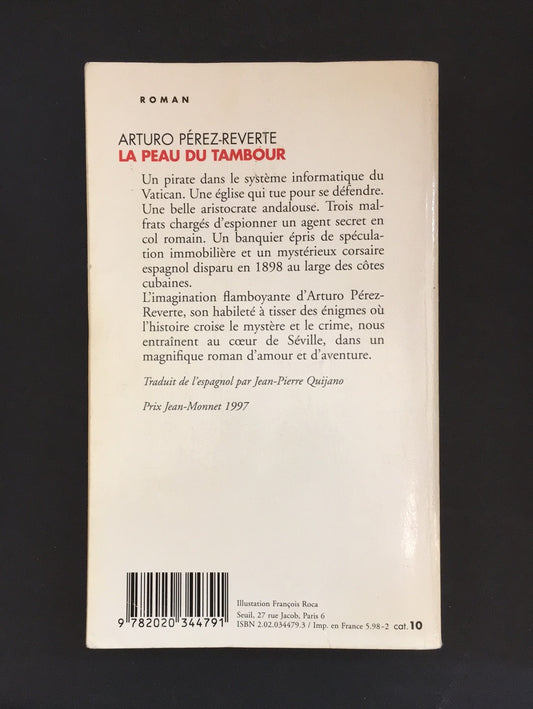 ROMAN
ARTURO PÉREZ-REVERTE
LA PEAU DU TAMBOUR
Un pirate dans le système informatique du
Vatican. Une église qui tue pour se défendre.
Une belle aristocrate andalouse. Trois mal-
frats chargés d'espionner un agent secret en
col romain. Un banquier épris de spécula-
tion immobilière et un mystérieux corsaire
espagnol disparu en 1898 au large des côtes
cubaines.
L'imagination flamboyante d'Arturo Pérez-
Reverte, son habileté à tisser des énigmes où
l'histoire croise le mystère et le crime, nous
entraînent au cœur de Séville, dans un
magnifique roman d'amour et d'aventure.
Traduit de l'espagnol par Jean-Pierre Quijano
Prix Jean-Monnet 1997
9 782020 344791
Illustation François Roca
Seuil, 27 rue Jacob, Paris 6
ISBN 2.02.034479.3 / Imp. en France 5.98-2 cat.10